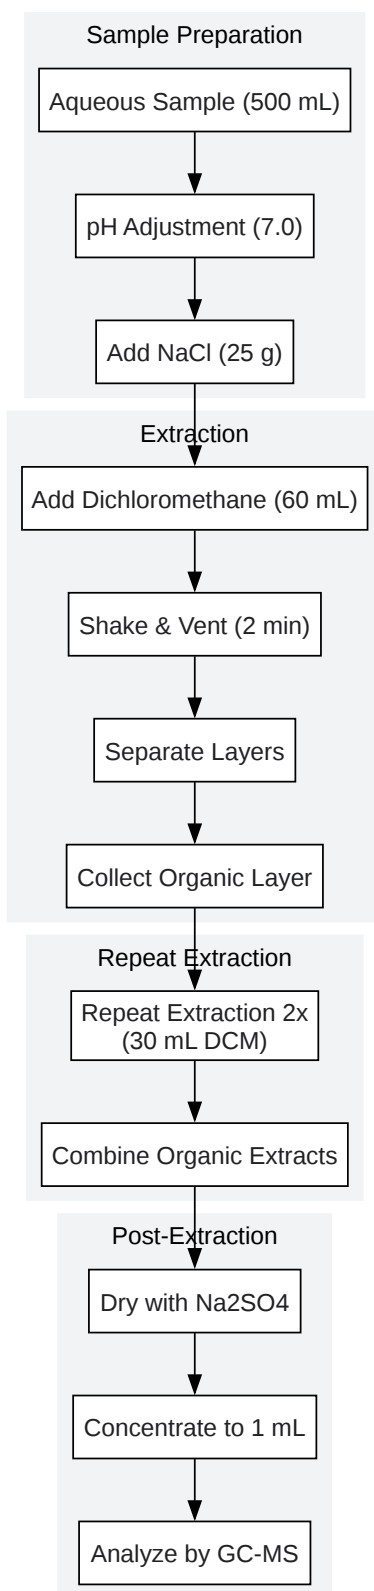 Sample Preparation
Aqueous Sample (500 mL)
pH Adjustment (7.0)
Add NaCl (25 g)
Extraction
Add Dichloromethane (60 mL)
Shake & Vent (2 min)
Separate Layers
Collect Organic Layer
Repeat Extraction
Repeat Extraction 2x
(30 mL DCM)
Combine Organic Extracts
Post-Extraction
Dry with Na2SO4
Concentrate to 1 mL
Analyze by GC-MS